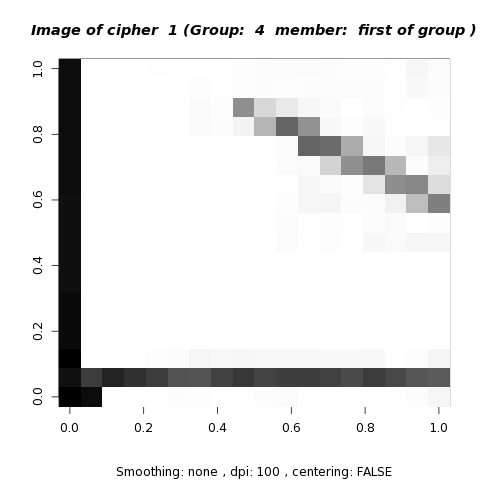 Image of cipher 1 (Group: 4 member: first of group )
1.0
0.8
0.6
0.4
0.2
0.0
0.0 0.2 0.4 0.6 0.8 1.0
Smoothing: none , dpi: 100 , centering: FALSE